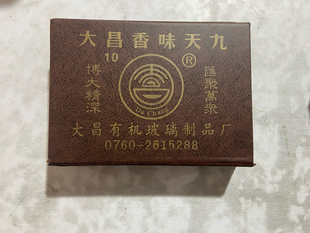 大昌香味天九
10
®
博大精深
匯聚萬眾
Da Chang
大昌有机玻璃制品厂
0760-2615288